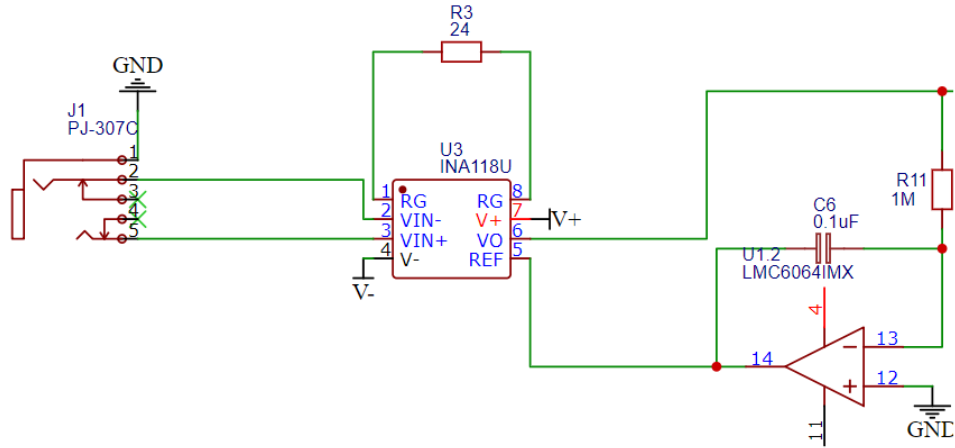 R3
24
GND
J1
PJ-307C
1
2
3
4
5
U3
INA118U
1 RG
2 VIN-
3 VIN+
4 V-
RG 8
V+ 7
VO 6
REF 5
V+
V-
R11
1M
C6
0.1uF
U1.2
LMC6064IMX
4
13
14
12
11
GND